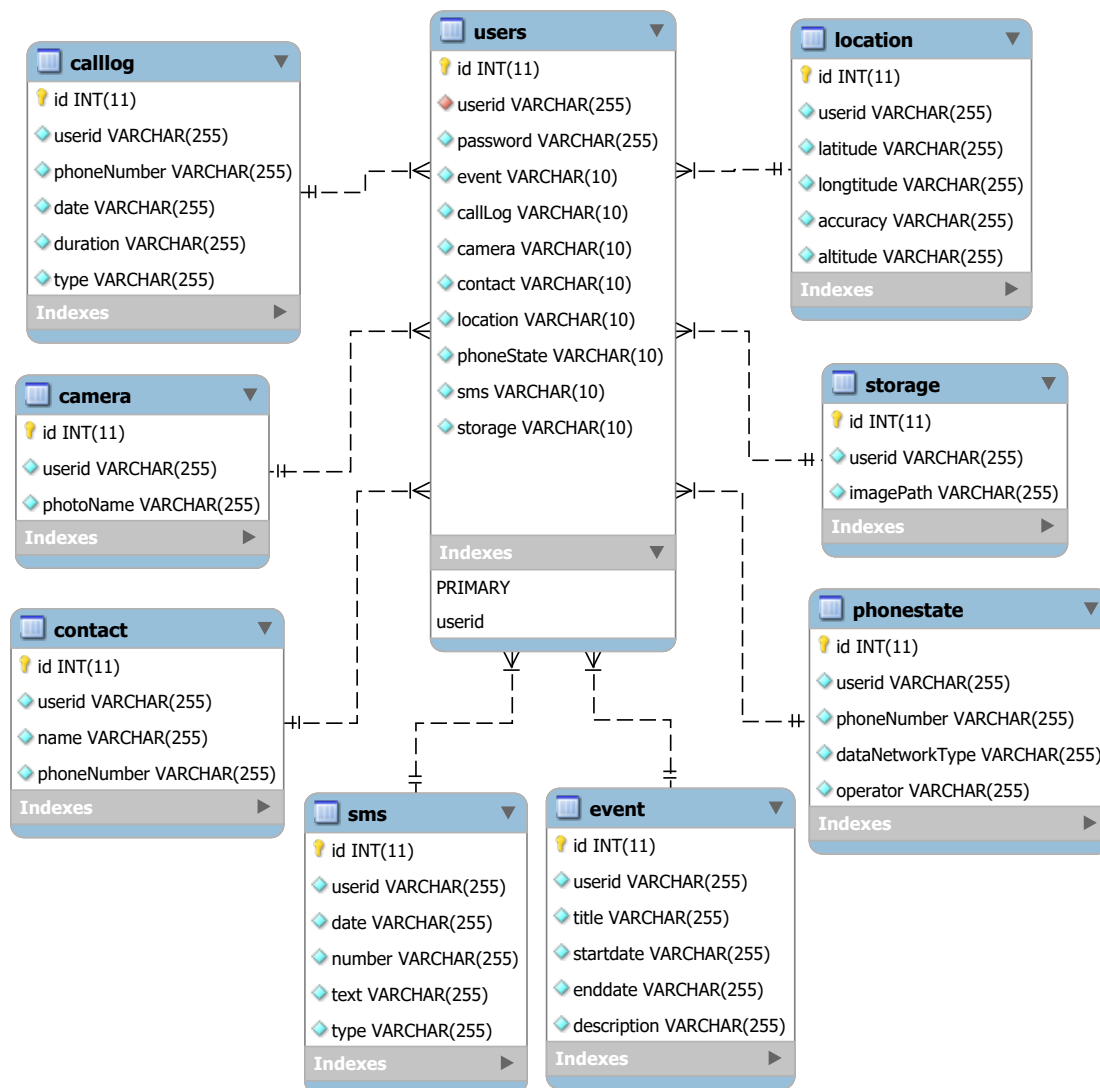 calllog
id INT(11)
userid VARCHAR(255)
phoneNumber VARCHAR(255)
date VARCHAR(255)
duration VARCHAR(255)
type VARCHAR(255)
Indexes
users
id INT(11)
userid VARCHAR(255)
password VARCHAR(255)
event VARCHAR(10)
callLog VARCHAR(10)
camera VARCHAR(10)
contact VARCHAR(10)
location VARCHAR(10)
phoneState VARCHAR(10)
sms VARCHAR(10)
storage VARCHAR(10)
Indexes
PRIMARY
userid
location
id INT(11)
userid VARCHAR(255)
latitude VARCHAR(255)
longtitude VARCHAR(255)
accuracy VARCHAR(255)
altitude VARCHAR(255)
Indexes
camera
id INT(11)
userid VARCHAR(255)
photoName VARCHAR(255)
Indexes
storage
id INT(11)
userid VARCHAR(255)
imagePath VARCHAR(255)
Indexes
contact
id INT(11)
userid VARCHAR(255)
name VARCHAR(255)
phoneNumber VARCHAR(255)
Indexes
phonestate
id INT(11)
userid VARCHAR(255)
phoneNumber VARCHAR(255)
dataNetworkType VARCHAR(255)
operator VARCHAR(255)
Indexes
sms
id INT(11)
userid VARCHAR(255)
date VARCHAR(255)
number VARCHAR(255)
text VARCHAR(255)
type VARCHAR(255)
Indexes
event
id INT(11)
userid VARCHAR(255)
title VARCHAR(255)
startdate VARCHAR(255)
enddate VARCHAR(255)
description VARCHAR(255)
Indexes